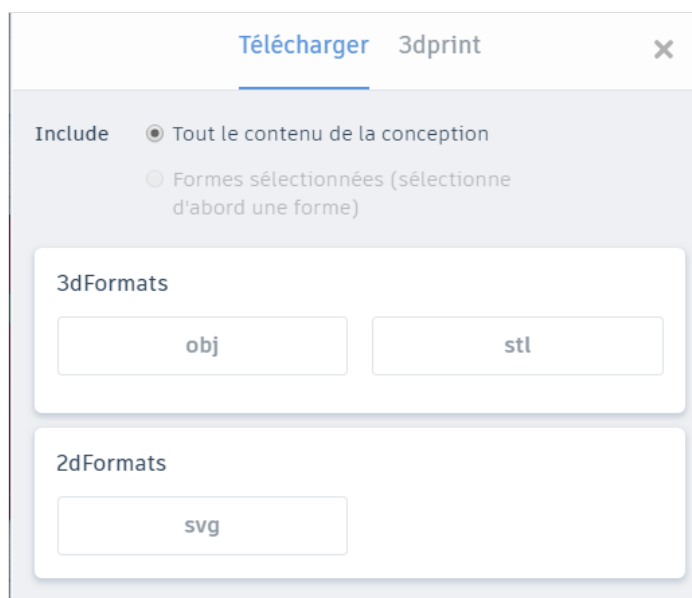 Télécharger 3dprint ×
Include Tout le contenu de la conception
Formes sélectionnées (sélectionne
d'abord une forme)
3dFormats
obj stl
2dFormats
svg